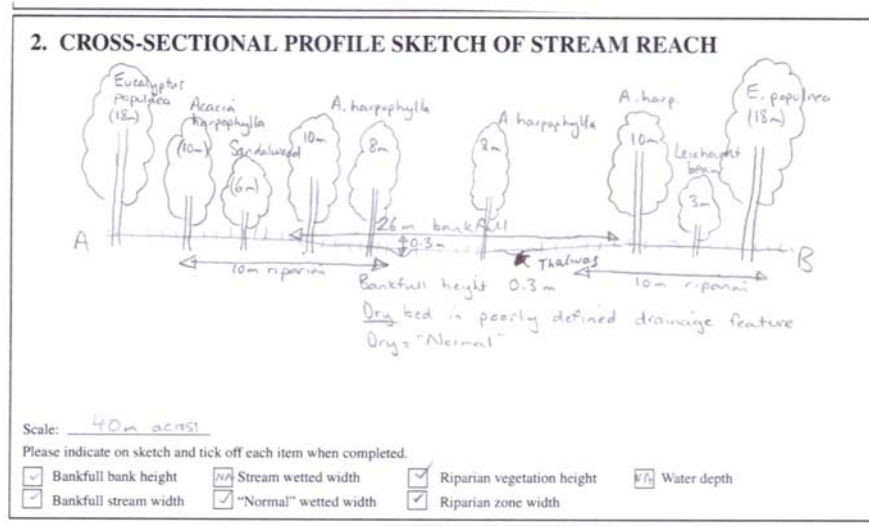 2. CROSS-SECTIONAL PROFILE SKETCH OF STREAM REACH
Eucalyptus
populnea
(18m)
Acacia
harpophylla
(10m)
Sandalwood
(6m)
A. harpophylla
10m
8m
A harpophylla
8m
A. harp.
10m
Leichardt
bean
3m
E. populnea
(18m)
26m bankfull
0.3m
A
B
10m riparian
Thalwag
10m riparian
Bankfull height 0.3m
Dry bed in poorly defined drainage feature
Dry = "Normal"
Scale: 40m across
Please indicate on sketch and tick off each item when completed.
✓ Bankfull bank height NA Stream wetted width ✓ Riparian vegetation height NA Water depth
✓ Bankfull stream width ✓ "Normal" wetted width ✓ Riparian zone width